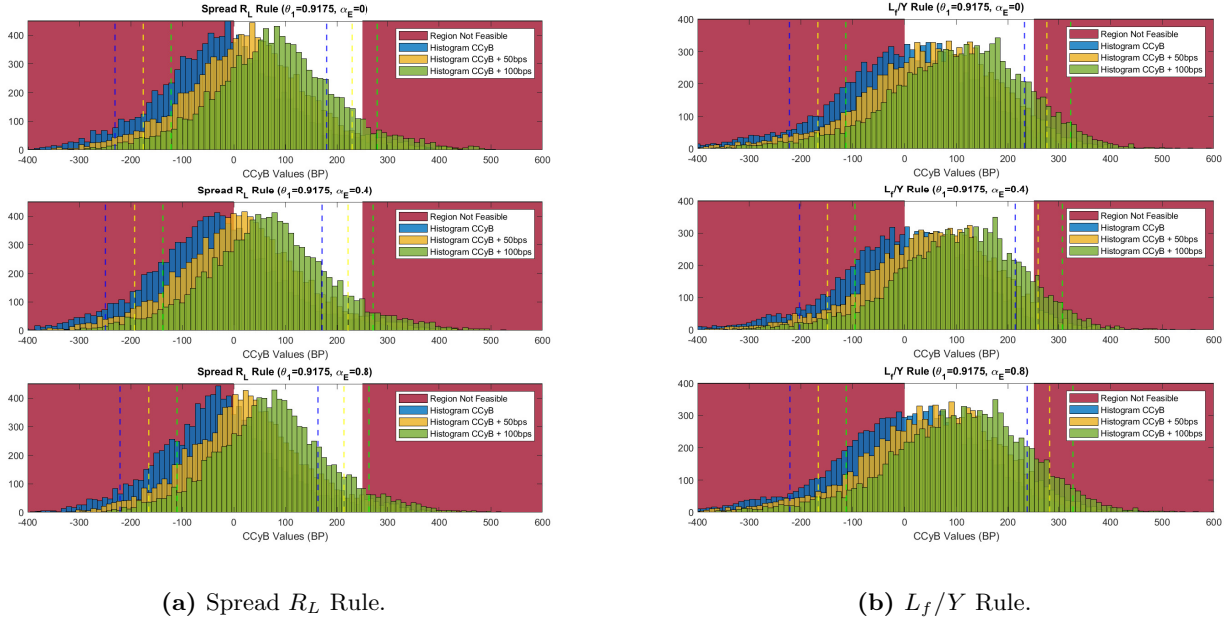 Spread R_L Rule (θ_1=0.9175, α_E=0)
Region Not Feasible
Histogram CCyB
Histogram CCyB + 50bps
Histogram CCyB + 100bps
400
300
200
100
0
-400 -300 -200 -100 0 100 200 300 400 500 600
CCyB Values (BP)
Spread R_L Rule (θ_1=0.9175, α_E=0.4)
Region Not Feasible
Histogram CCyB
Histogram CCyB + 50bps
Histogram CCyB + 100bps
400
300
200
100
0
-400 -300 -200 -100 0 100 200 300 400 500 600
CCyB Values (BP)
Spread R_L Rule (θ_1=0.9175, α_E=0.8)
Region Not Feasible
Histogram CCyB
Histogram CCyB + 50bps
Histogram CCyB + 100bps
400
300
200
100
0
-400 -300 -200 -100 0 100 200 300 400 500 600
CCyB Values (BP)
(a) Spread R_L Rule.
L_f/Y Rule (θ_1=0.9175, α_E=0)
Region Not Feasible
Histogram CCyB
Histogram CCyB + 50bps
Histogram CCyB + 100bps
400
300
200
100
0
-400 -300 -200 -100 0 100 200 300 400 500 600
CCyB Values (BP)
L_f/Y Rule (θ_1=0.9175, α_E=0.4)
Region Not Feasible
Histogram CCyB
Histogram CCyB + 50bps
Histogram CCyB + 100bps
400
300
200
100
0
-400 -300 -200 -100 0 100 200 300 400 500 600
CCyB Values (BP)
L_f/Y Rule (θ_1=0.9175, α_E=0.8)
Region Not Feasible
Histogram CCyB
Histogram CCyB + 50bps
Histogram CCyB + 100bps
400
300
200
100
0
-400 -300 -200 -100 0 100 200 300 400 500 600
CCyB Values (BP)
(b) L_f/Y Rule.